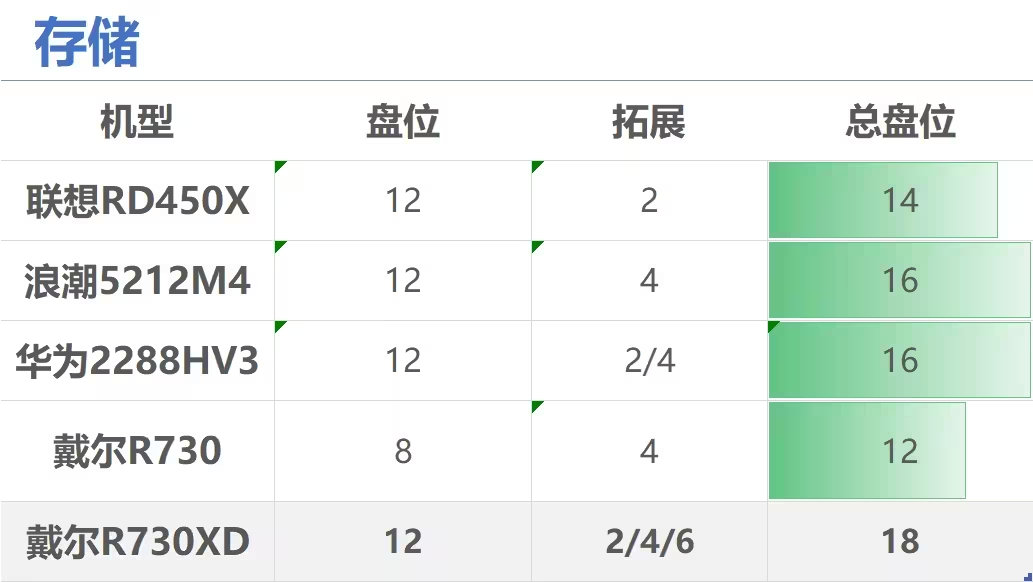 存储
机型 盘位 拓展 总盘位
联想RD450X 12 2 14
浪潮5212M4 12 4 16
华为2288HV3 12 2/4 16
戴尔R730 8 4 12
戴尔R730XD 12 2/4/6 18